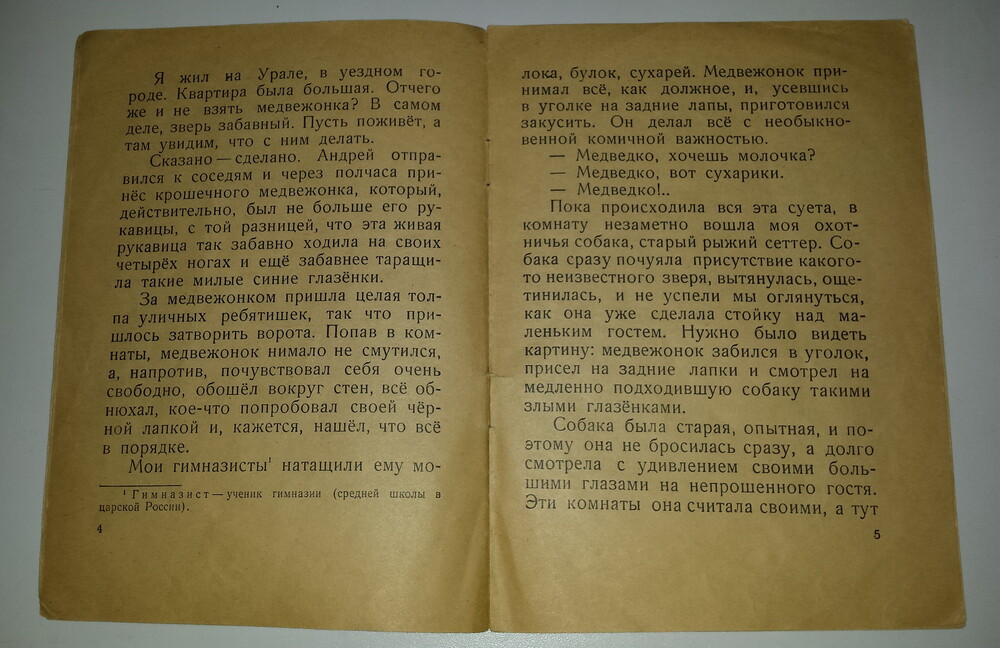 Я жил на Урале, в уездном го-
роде. Квартира была большая. Отчего
же и не взять медвежонка? В самом
деле, зверь забавный. Пусть поживёт, а
там увидим, что с ним делать.
Сказано — сделано. Андрей отпра-
вился к соседям и через полчаса при-
нёс крошечного медвежонка, который,
действительно, был не больше его ру-
кавицы, с той разницей, что эта живая
рукавица так забавно ходила на своих
четырёх ногах и ещё забавнее таращи-
ла такие милые синие глазёнки.
За медвежонком пришла целая тол-
па уличных ребятишек, так что при-
шлось затворить ворота. Попав в ком-
наты, медвежонок нимало не смутился,
а, напротив, почувствовал себя очень
свободно, обошёл вокруг стен, всё об-
нюхал, кое-что попробовал своей чёр-
ной лапкой и, кажется, нашёл, что всё
в порядке.
Мои гимназисты¹ натащили ему мо-
¹ Гимназист — ученик гимназии (средней школы в
царской России).
4
лока, булок, сухарей. Медвежонок при-
нимал всё, как должное, и, усевшись
в уголке на задние лапы, приготовился
закусить. Он делал всё с необыкно-
венной комичной важностью.
— Медведко, хочешь молочка?
— Медведко, вот сухарики.
— Медведко!..
Пока происходила вся эта суета, в
комнату незаметно вошла моя охот-
ничья собака, старый рыжий сеттер. Со-
бака сразу почуяла присутствие какого-
то неизвестного зверя, вытянулась, още-
тинилась, и не успели мы оглянуться,
как она уже сделала стойку над ма-
леньким гостем. Нужно было видеть
картину: медвежонок забился в уголок,
присел на задние лапки и смотрел на
медленно подходившую собаку такими
злыми глазёнками.
Собака была старая, опытная, и по-
этому она не бросилась сразу, а долго
смотрела с удивлением своими боль-
шими глазами на непрошенного гостя.
Эти комнаты она считала своими, а тут
5